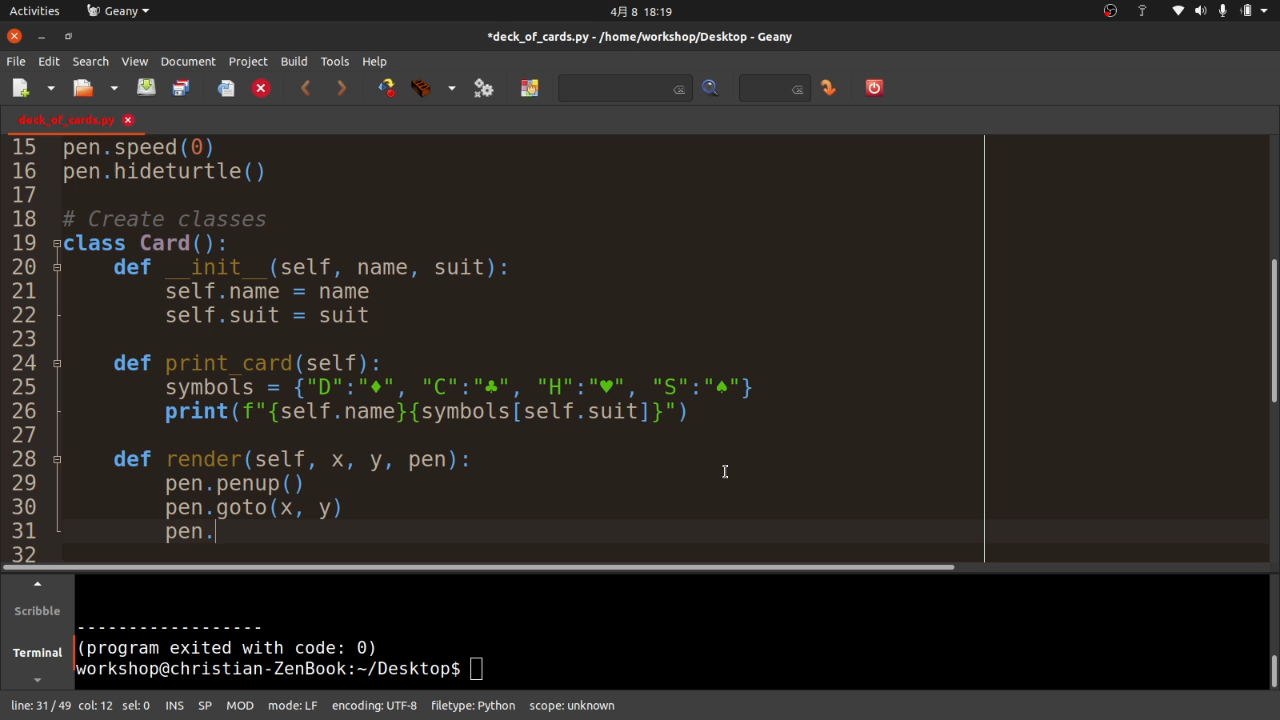 Activities Geany 4月 8 18:19
*deck_of_cards.py - /home/workshop/Desktop - Geany
File Edit Search View Document Project Build Tools Help
deck_of_cards.py
15 pen.speed(0)
16 pen.hideturtle()
17
18 # Create classes
19 class Card():
20 def __init__(self, name, suit):
21 self.name = name
22 self.suit = suit
23
24 def print_card(self):
25 symbols = {"D":"♦", "C":"♣", "H":"♥", "S":"♠"}
26 print(f"{self.name}{symbols[self.suit]}")
27
28 def render(self, x, y, pen):
29 pen.penup()
30 pen.goto(x, y)
31 pen.
32
Scribble
Terminal
------------------
(program exited with code: 0)
workshop@christian-ZenBook:~/Desktop$
line: 31 / 49 col: 12 sel: 0 INS SP MOD mode: LF encoding: UTF-8 filetype: Python scope: unknown